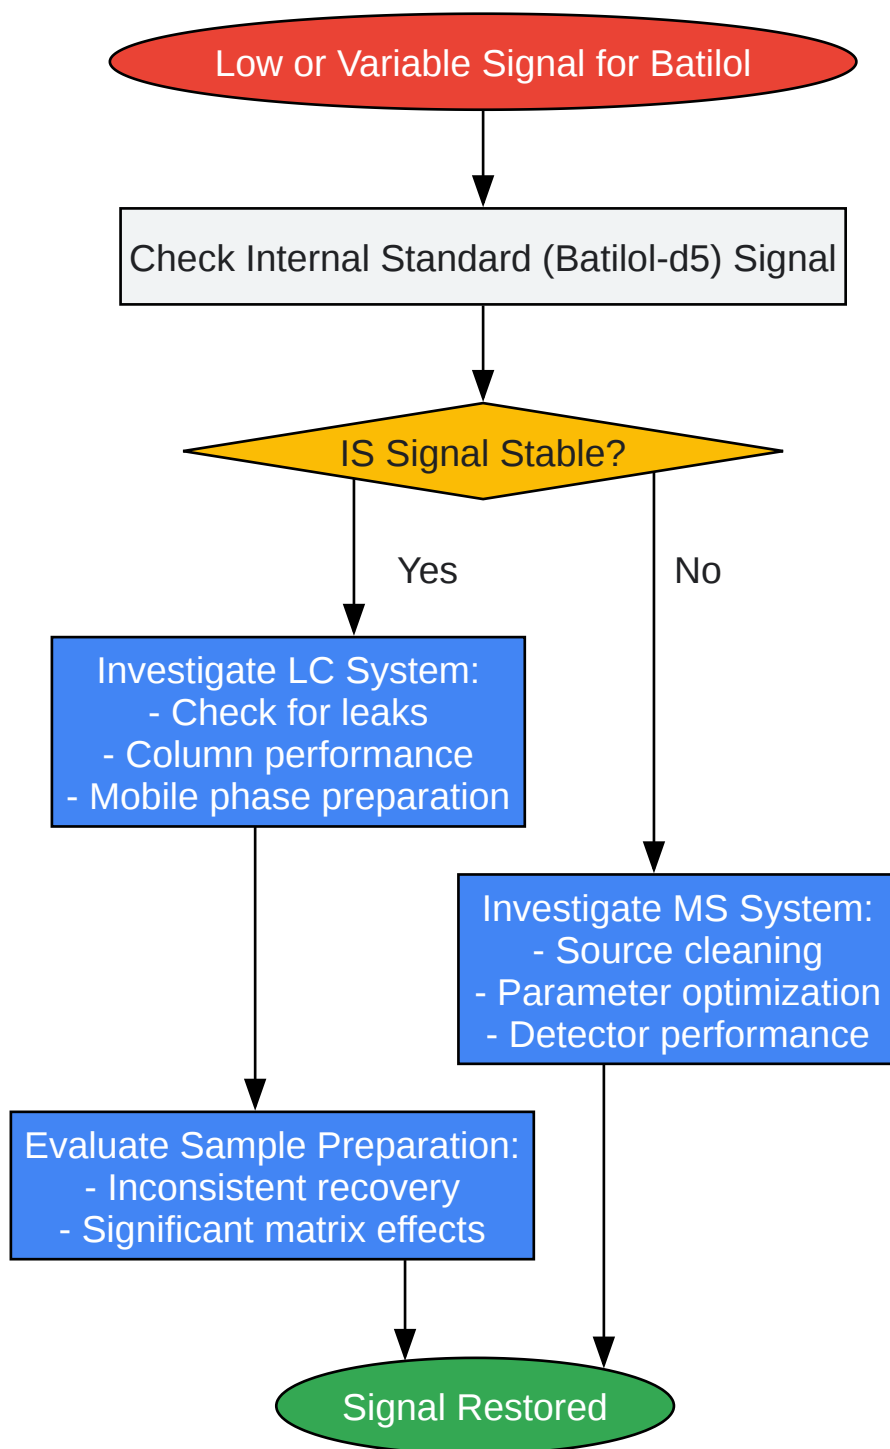 Low or Variable Signal for Batilol
Check Internal Standard (Batilol-d5) Signal
IS Signal Stable?
Yes
No
Investigate LC System:
- Check for leaks
- Column performance
- Mobile phase preparation
Investigate MS System:
- Source cleaning
- Parameter optimization
- Detector performance
Evaluate Sample Preparation:
- Inconsistent recovery
- Significant matrix effects
Signal Restored